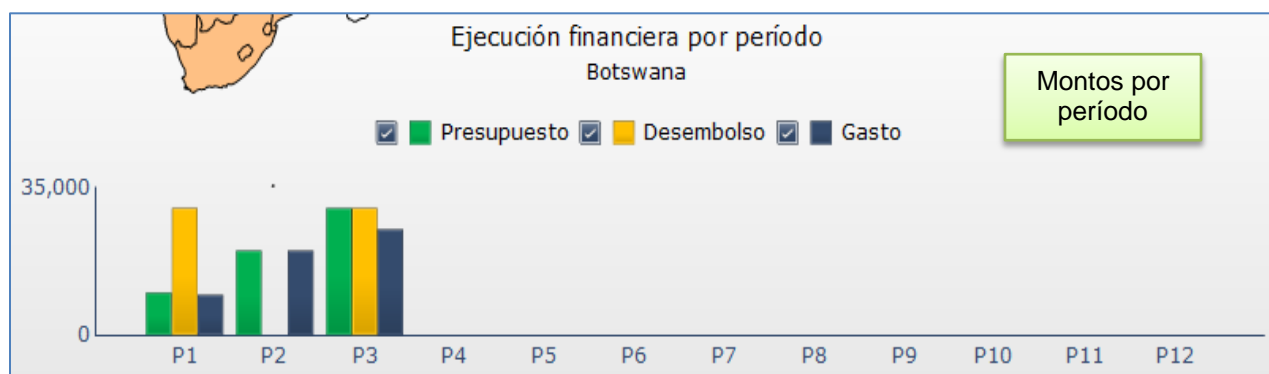 Ejecución financiera por período
Botswana
Montos por
período
Presupuesto Desembolso Gasto
35,000
0
P1 P2 P3 P4 P5 P6 P7 P8 P9 P10 P11 P12